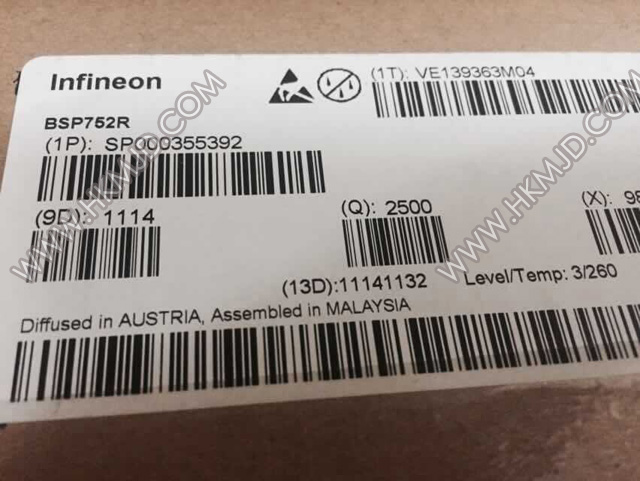 Infineon
(1T): VE139363M04
BSP752R
(1P): SP000355392
(9D): 1114
(Q): 2500
(X): 98
(13D):11141132
Level/Temp: 3/260
Diffused in AUSTRIA, Assembled in MALAYSIA
WWW.HKMJD.COM
WWW.HKMJD.COM